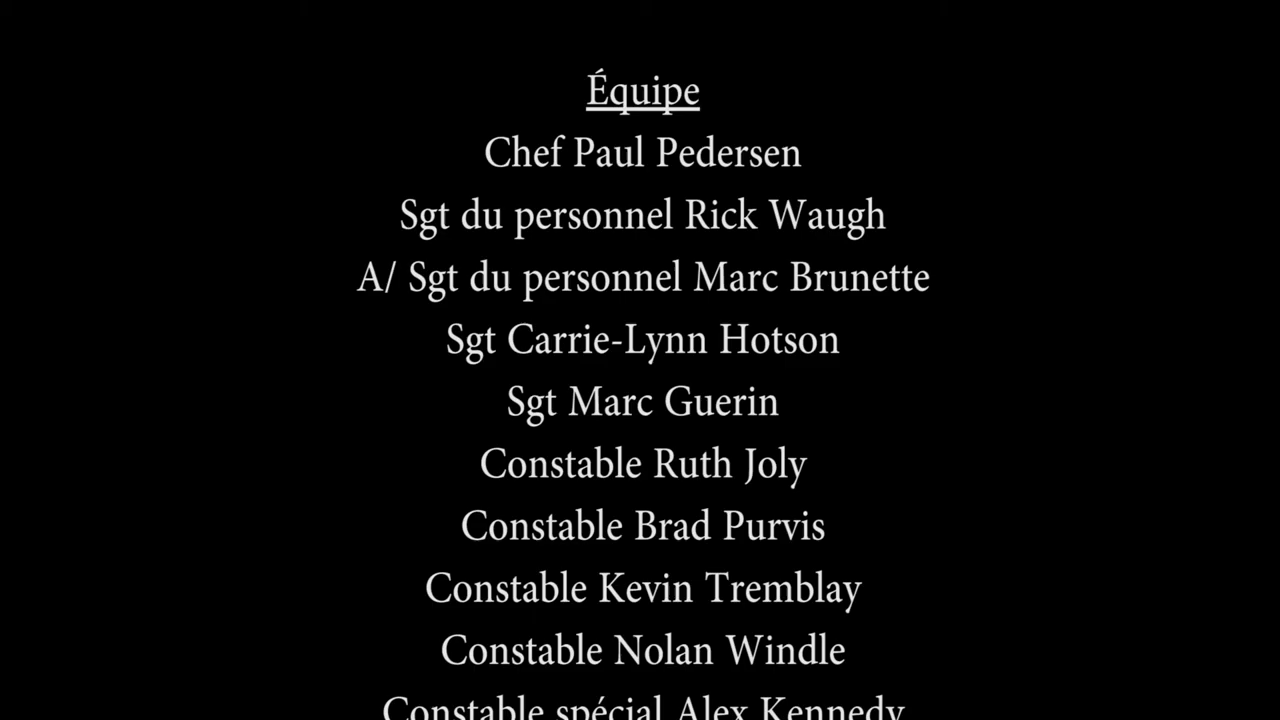 Équipe
Chef Paul Pedersen
Sgt du personnel Rick Waugh
A/ Sgt du personnel Marc Brunette
Sgt Carrie-Lynn Hotson
Sgt Marc Guerin
Constable Ruth Joly
Constable Brad Purvis
Constable Kevin Tremblay
Constable Nolan Windle
Constable spécial Alex Kennedy